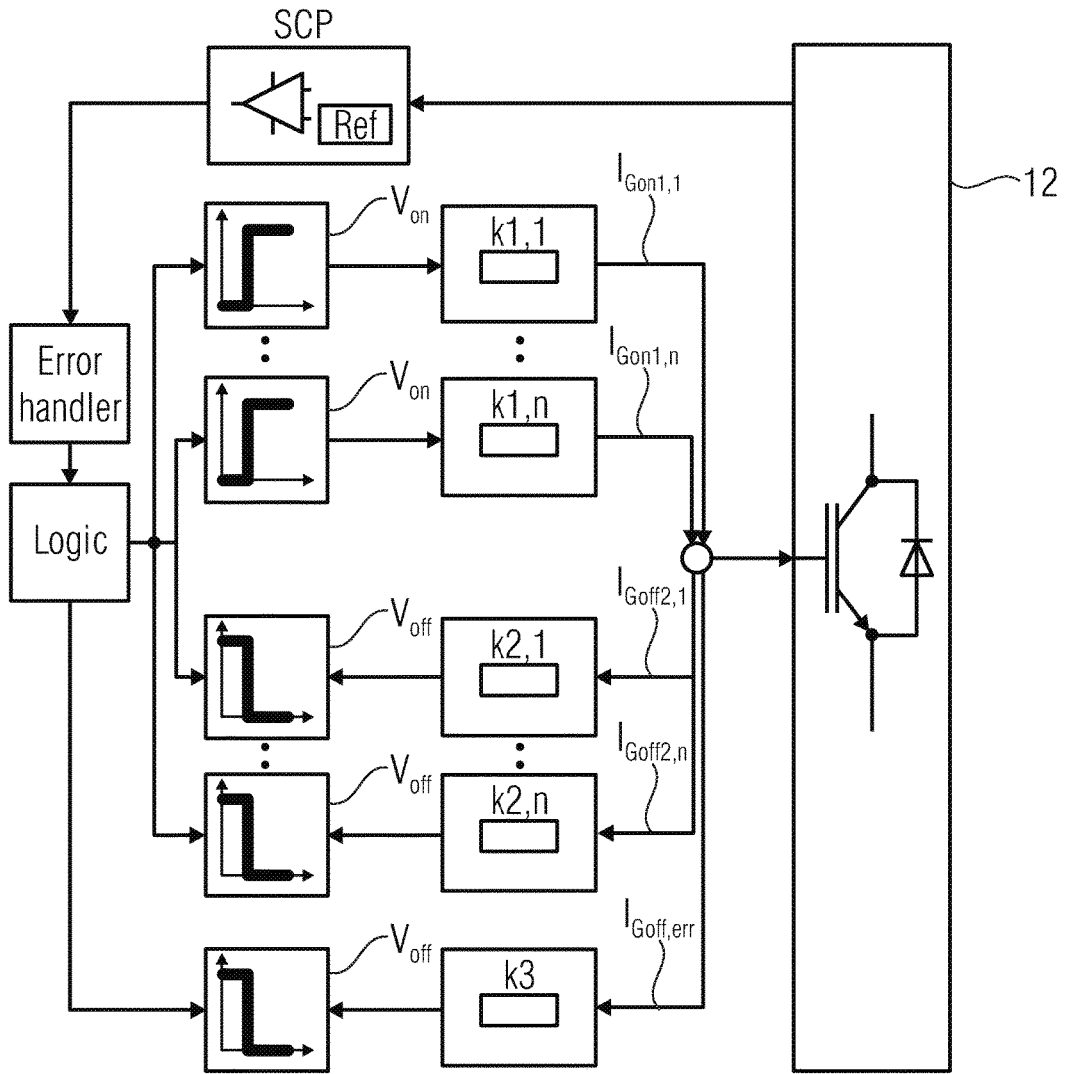 SCP
Ref
12
V_on
k1,1
I_Gon1,1
Error
handler
V_on
k1,n
I_Gon1,n
Logic
V_off
k2,1
I_Goff2,1
V_off
k2,n
I_Goff2,n
V_off
k3
I_Goff,err